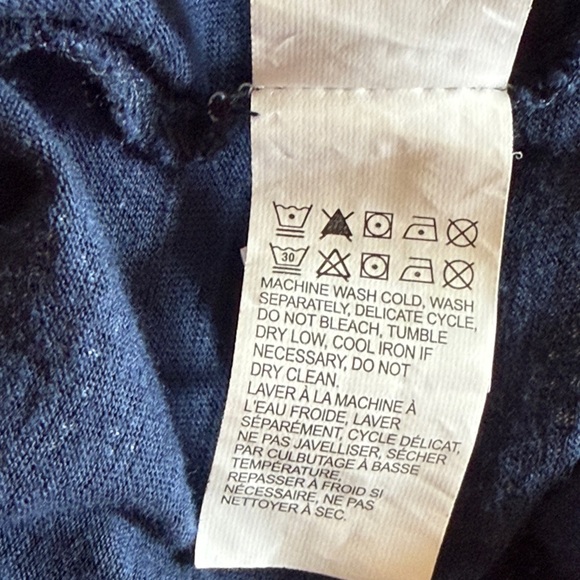 30
MACHINE WASH COLD, WASH
SEPARATELY, DELICATE CYCLE,
DO NOT BLEACH, TUMBLE
DRY LOW, COOL IRON IF
NECESSARY, DO NOT
DRY CLEAN.
LAVER À LA MACHINE À
L'EAU FROIDE, LAVER
SÉPARÉMENT, CYCLE DÉLICAT,
NE PAS JAVELLISER, SÉCHER
PAR CULBUTAGE À BASSE
TEMPÉRATURE,
REPASSER À FROID SI
NÉCESSAIRE, NE PAS
NETTOYER À SEC.